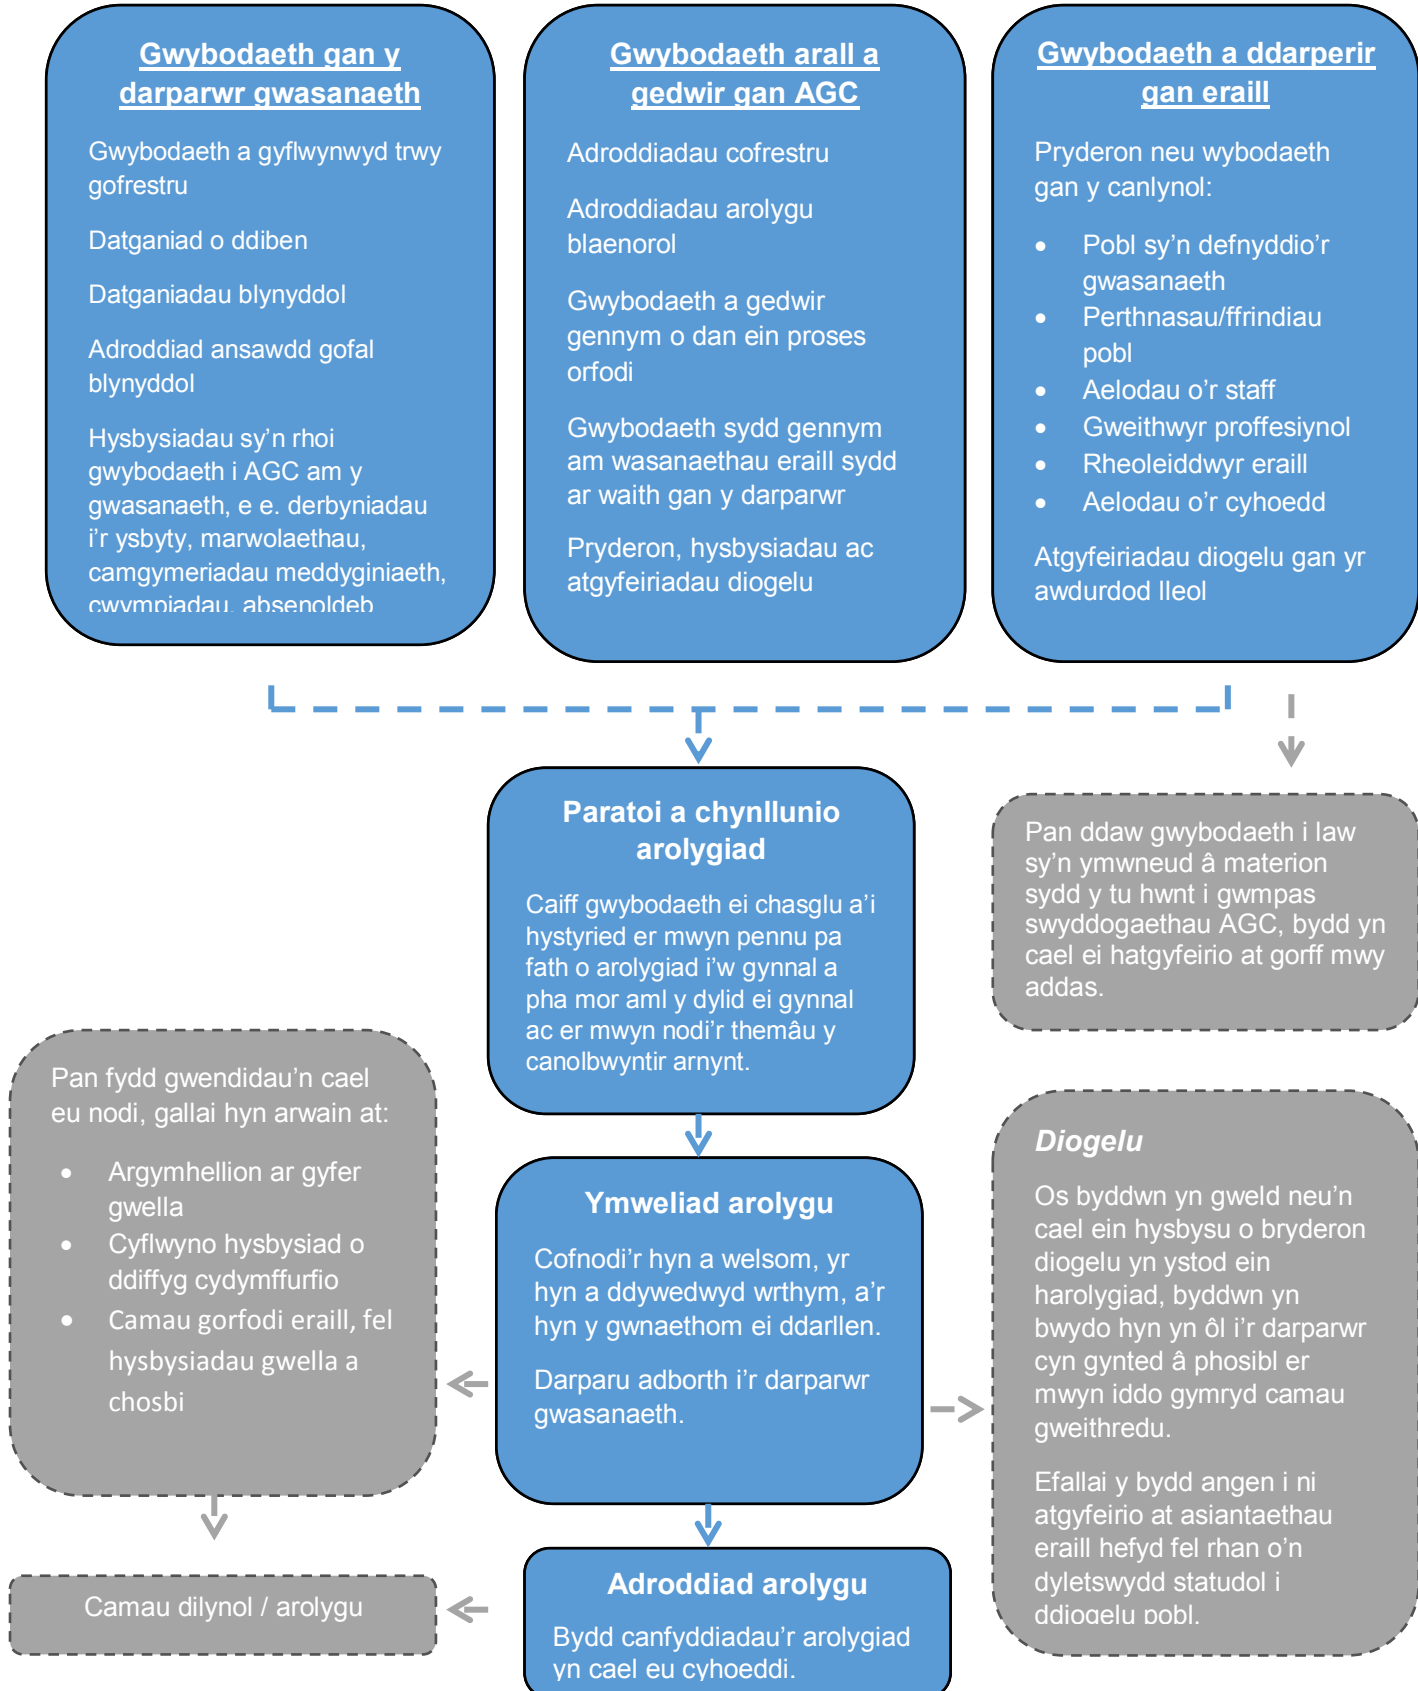 Gwybodaeth gan y
darparwr gwasanaeth
Gwybodaeth a gyflwynwyd trwy
gofrestru
Datganiad o ddiben
Datganiadau blynyddol
Adroddiad ansawdd gofal
blynyddol
Hysbysiadau sy’n rhoi
gwybodaeth i AGC am y
gwasanaeth, e e. derbyniadau
i’r ysbyty, marwolaethau,
camgymeriadau meddyginiaeth,
cwympiadau, absenoldeb
Gwybodaeth arall a
gedwir gan AGC
Adroddiadau cofrestru
Adroddiadau arolygu
blaenorol
Gwybodaeth a gedwir
gennym o dan ein proses
orfodi
Gwybodaeth sydd gennym
am wasanaethau eraill sydd
ar waith gan y darparwr
Pryderon, hysbysiadau ac
atgyfeiriadau diogelu
Gwybodaeth a ddarperir
gan eraill
Pryderon neu wybodaeth
gan y canlynol:
• Pobl sy’n defnyddio’r
gwasanaeth
• Perthnasau/ffrindiau
pobl
• Aelodau o’r staff
• Gweithwyr proffesiynol
• Rheoleiddwyr eraill
• Aelodau o’r cyhoedd
Atgyfeiriadau diogelu gan yr
awdurdod lleol
Paratoi a chynllunio
arolygiad
Caiff gwybodaeth ei chasglu a’i
hystyried er mwyn pennu pa
fath o arolygiad i’w gynnal a
pha mor aml y dylid ei gynnal
ac er mwyn nodi’r themâu y
canolbwyntir arnynt.
Pan ddaw gwybodaeth i law
sy’n ymwneud â materion
sydd y tu hwnt i gwmpas
swyddogaethau AGC, bydd yn
cael ei hatgyfeirio at gorff mwy
addas.
Pan fydd gwendidau’n cael
eu nodi, gallai hyn arwain at:
• Argymhellion ar gyfer
gwella
• Cyflwyno hysbysiad o
ddiffyg cydymffurfio
• Camau gorfodi eraill, fel
hysbysiadau gwella a
chosbi
Ymweliad arolygu
Cofnodi’r hyn a welsom, yr
hyn a ddywedwyd wrthym, a’r
hyn y gwnaethom ei ddarllen.
Darparu adborth i’r darparwr
gwasanaeth.
Diogelu
Os byddwn yn gweld neu’n
cael ein hysbysu o bryderon
diogelu yn ystod ein
harolygiad, byddwn yn
bwydo hyn yn ôl i’r darparwr
cyn gynted â phosibl er
mwyn iddo gymryd camau
gweithredu.
Efallai y bydd angen i ni
atgyfeirio at asiantaethau
eraill hefyd fel rhan o’n
dyletswydd statudol i
ddiogelu pobl.
Camau dilynol / arolygu
Adroddiad arolygu
Bydd canfyddiadau’r arolygiad
yn cael eu cyhoeddi.